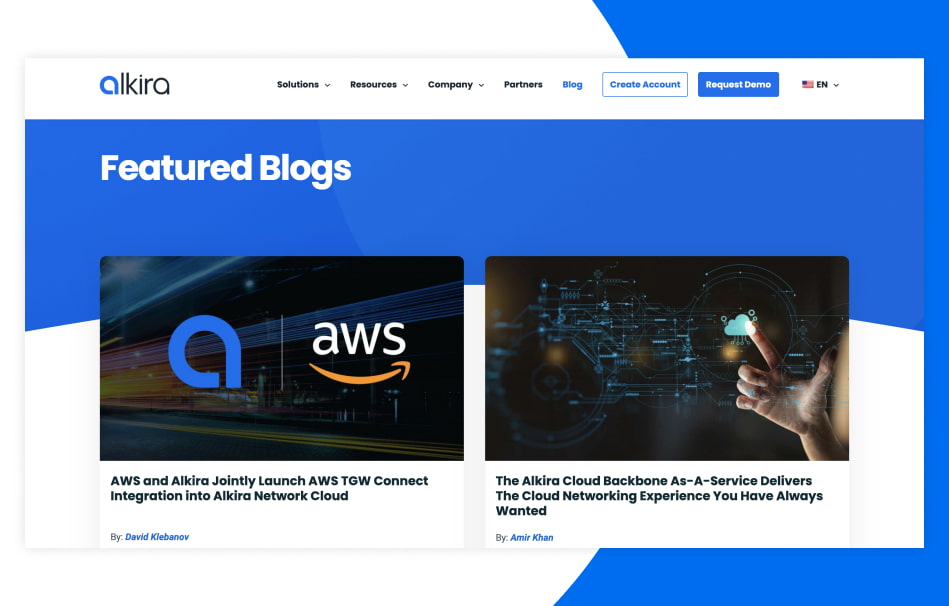 alkira
Solutions
Resources
Company
Partners
Blog
Create Account
Request Demo
EN
Featured Blogs
aws
AWS and Alkira Jointly Launch AWS TGW Connect
Integration into Alkira Network Cloud
By: David Klebanov
The Alkira Cloud Backbone As-A-Service Delivers
The Cloud Networking Experience You Have Always
Wanted
By: Amir Khan